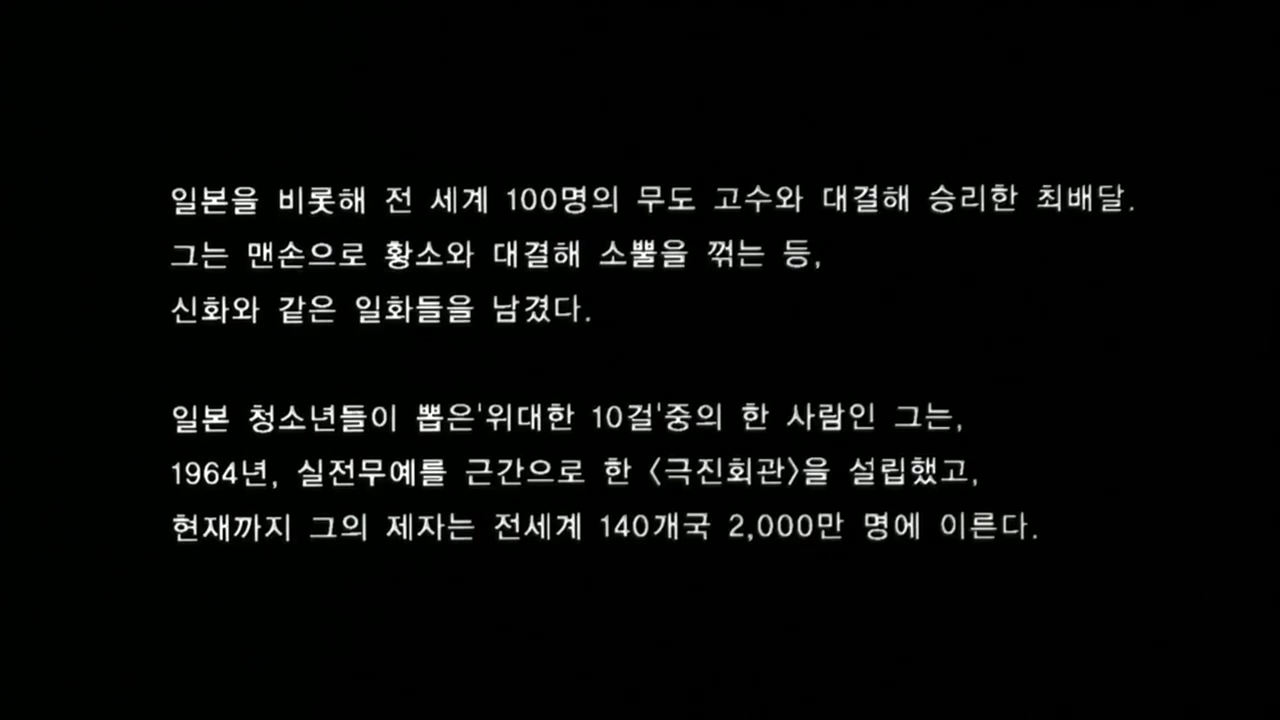 일본을 비롯해 전 세계 100명의 무도 고수와 대결해 승리한 최배달.
그는 맨손으로 황소와 대결해 소뿔을 꺾는 등,
신화와 같은 일화들을 남겼다.
일본 청소년들이 뽑은'위대한 10걸'중의 한 사람인 그는,
1964년, 실전무예를 근간으로 한 〈극진회관〉을 설립했고,
현재까지 그의 제자는 전세계 140개국 2,000만 명에 이른다.